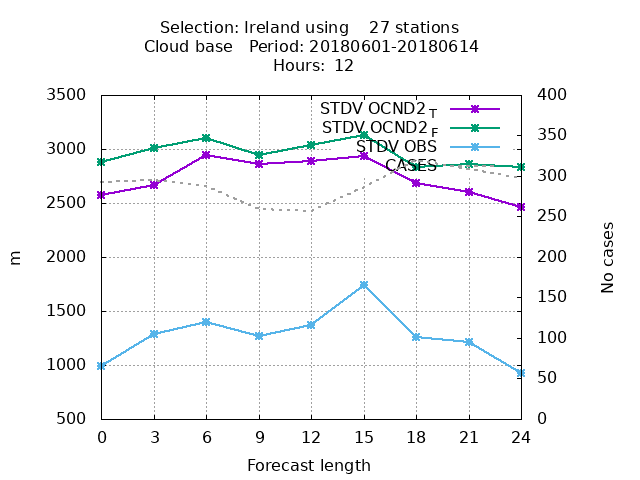 Selection: Ireland using    27 stations
Cloud base   Period: 20180601-20180614
Hours:  12
3500
3000
2500
2000
1500
1000
500
m
400
350
300
250
200
150
100
50
0
No cases
STDV OCND2 T
STDV OCND2 F
STDV OBS
CASES
0 3 6 9 12 15 18 21 24
Forecast length